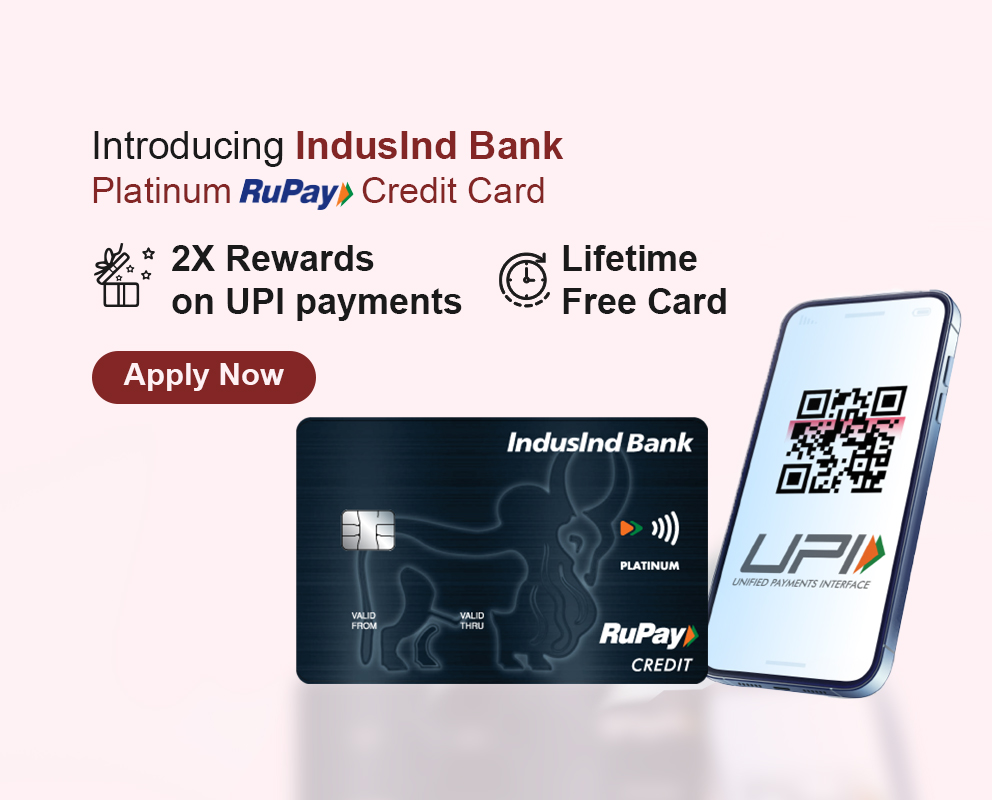 Introducing IndusInd Bank
Platinum RuPay Credit Card
2X Rewards
on UPI payments
Lifetime
Free Card
Apply Now
IndusInd Bank
PLATINUM
VALID
FROM
VALID
THRU
RuPay
CREDIT
UPI
UNIFIED PAYMENTS INTERFACE